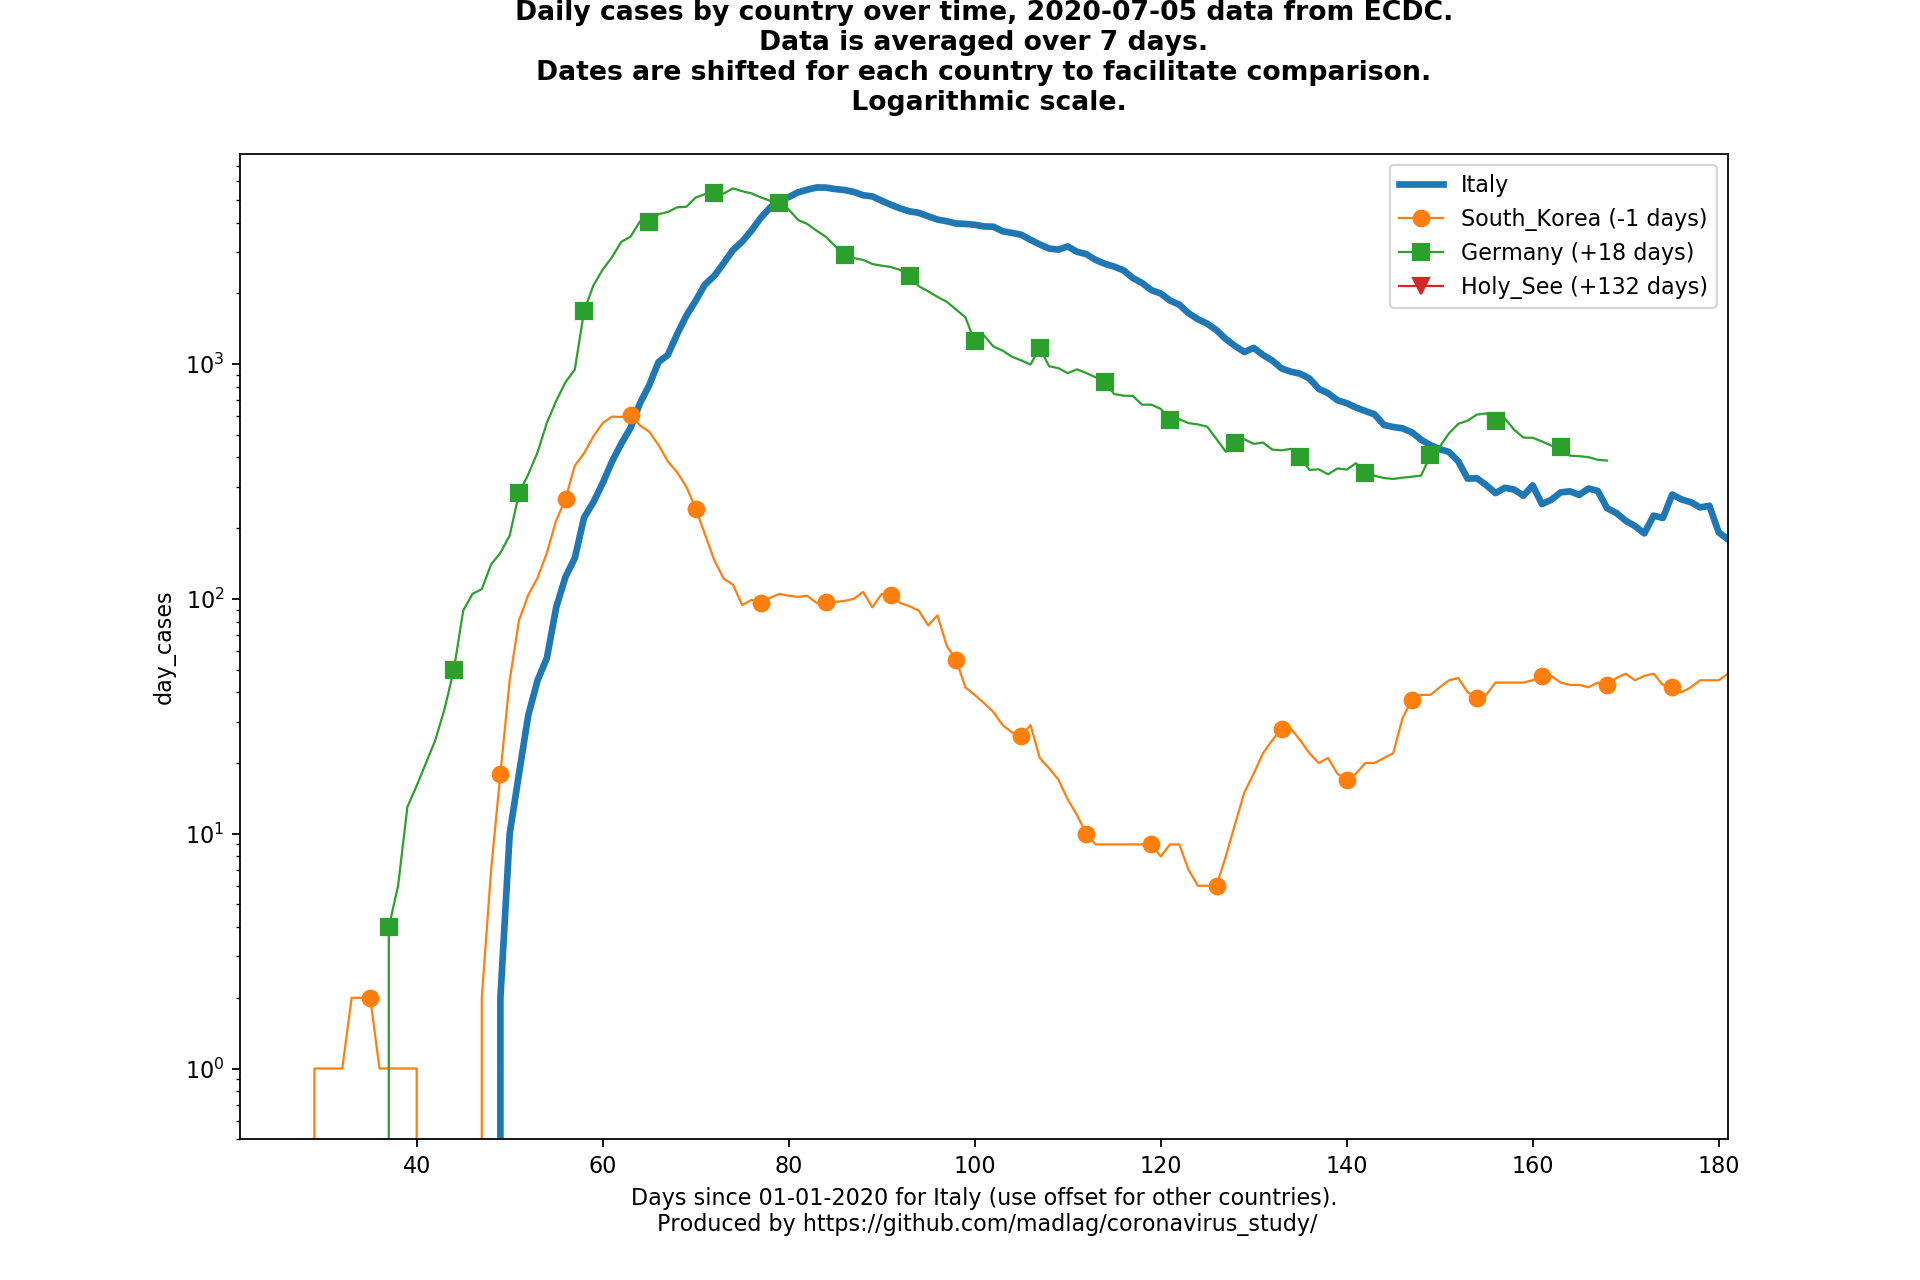 Daily cases by country over time, 2020-07-05 data from ECDC.
Data is averaged over 7 days.
Dates are shifted for each country to facilitate comparison.
Logarithmic scale.
Italy
South_Korea (-1 days)
Germany (+18 days)
Holy_See (+132 days)
day_cases
10³
10²
10¹
10⁰
40 60 80 100 120 140 160 180
Days since 01-01-2020 for Italy (use offset for other countries).
Produced by https://github.com/madlag/coronavirus_study/